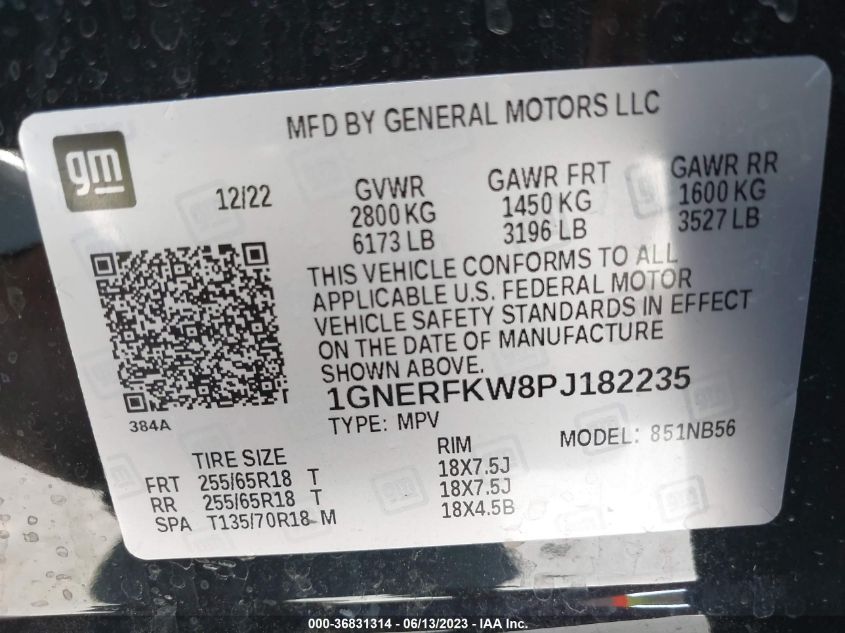 MFD BY GENERAL MOTORS LLC
gm
12/22
GVWR
2800 KG
6173 LB
GAWR FRT
1450 KG
3196 LB
GAWR RR
1600 KG
3527 LB
THIS VEHICLE CONFORMS TO ALL
APPLICABLE U.S. FEDERAL MOTOR
VEHICLE SAFETY STANDARDS IN EFFECT
ON THE DATE OF MANUFACTURE
SHOWN ABOVE.
384A
1GNERFKW8PJ182235
TYPE: MPV
MODEL: 851NB56
TIRE SIZE RIM
FRT 255/65R18 T 18X7.5J
RR 255/65R18 T 18X7.5J
SPA T135/70R18 M 18X4.5B
000-36831314 - 06/13/2023 - IAA Inc.